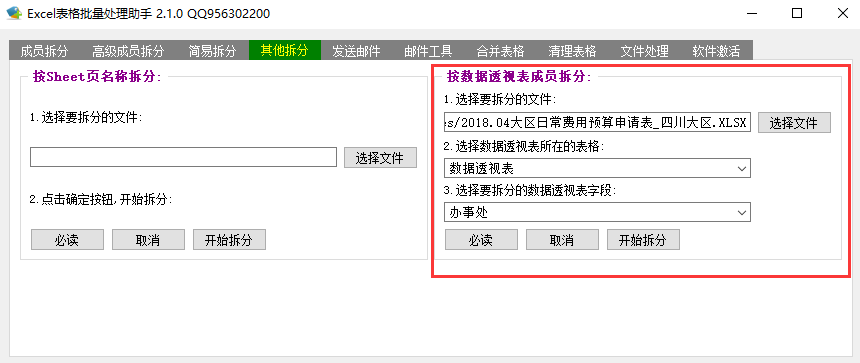 Excel表格批量处理助手 2.1.0 QQ956302200
成员拆分 高级成员拆分 简易拆分 其他拆分 发送邮件 邮件工具 合并表格 清理表格 文件处理 软件激活
按Sheet页名称拆分:
1.选择要拆分的文件:
选择文件
2.点击确定按钮,开始拆分:
必读 取消 开始拆分
按数据透视表成员拆分:
1.选择要拆分的文件:
s/2018.04大区日常费用预算申请表_四川大区.XLSX 选择文件
2.选择数据透视表所在的表格:
数据透视表
3.选择要拆分的数据透视表字段:
办事处
必读 取消 开始拆分